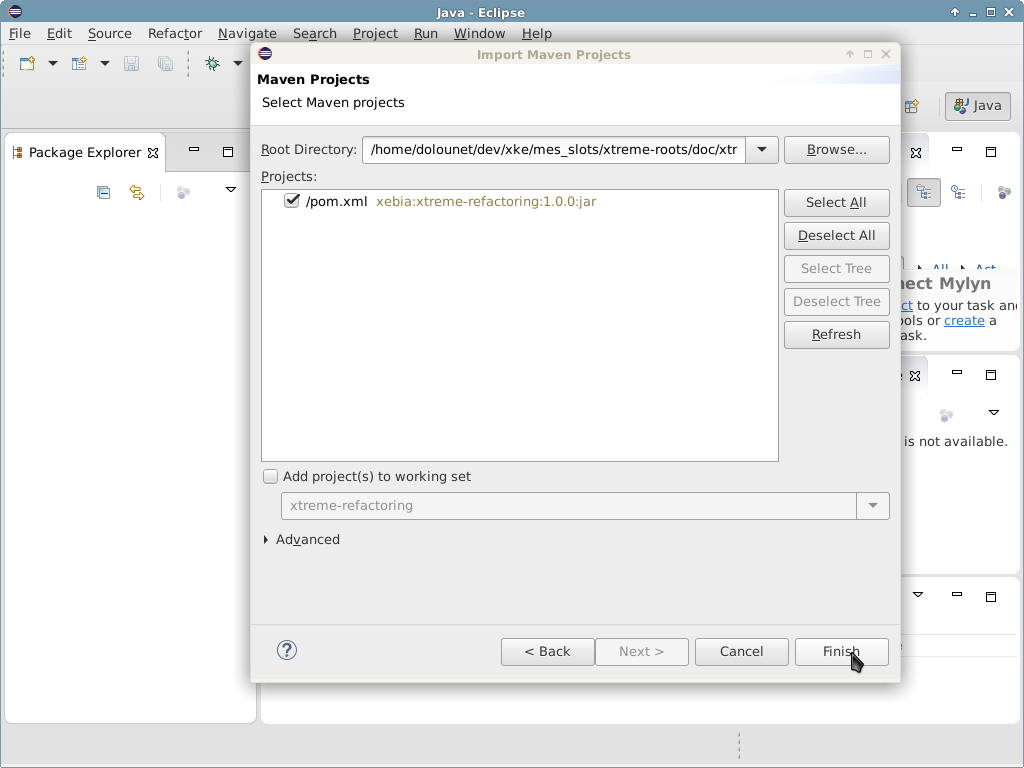 Java - Eclipse
File Edit Source Refactor Navigate Search Project Run Window Help
Import Maven Projects
Maven Projects
Select Maven projects
Java
Package Explorer
Root Directory: /home/dolounet/dev/xke/mes_slots/xtreme-roots/doc/xtr Browse...
Projects:
/pom.xml xebia:xtreme-refactoring:1.0.0:jar
Select All
Deselect All
Select Tree
Deselect Tree
Refresh
All Act
nect Mylyn
ct to your task an
ools or create a
ask.
is not available.
Add project(s) to working set
xtreme-refactoring
Advanced
? < Back Next > Cancel Finish